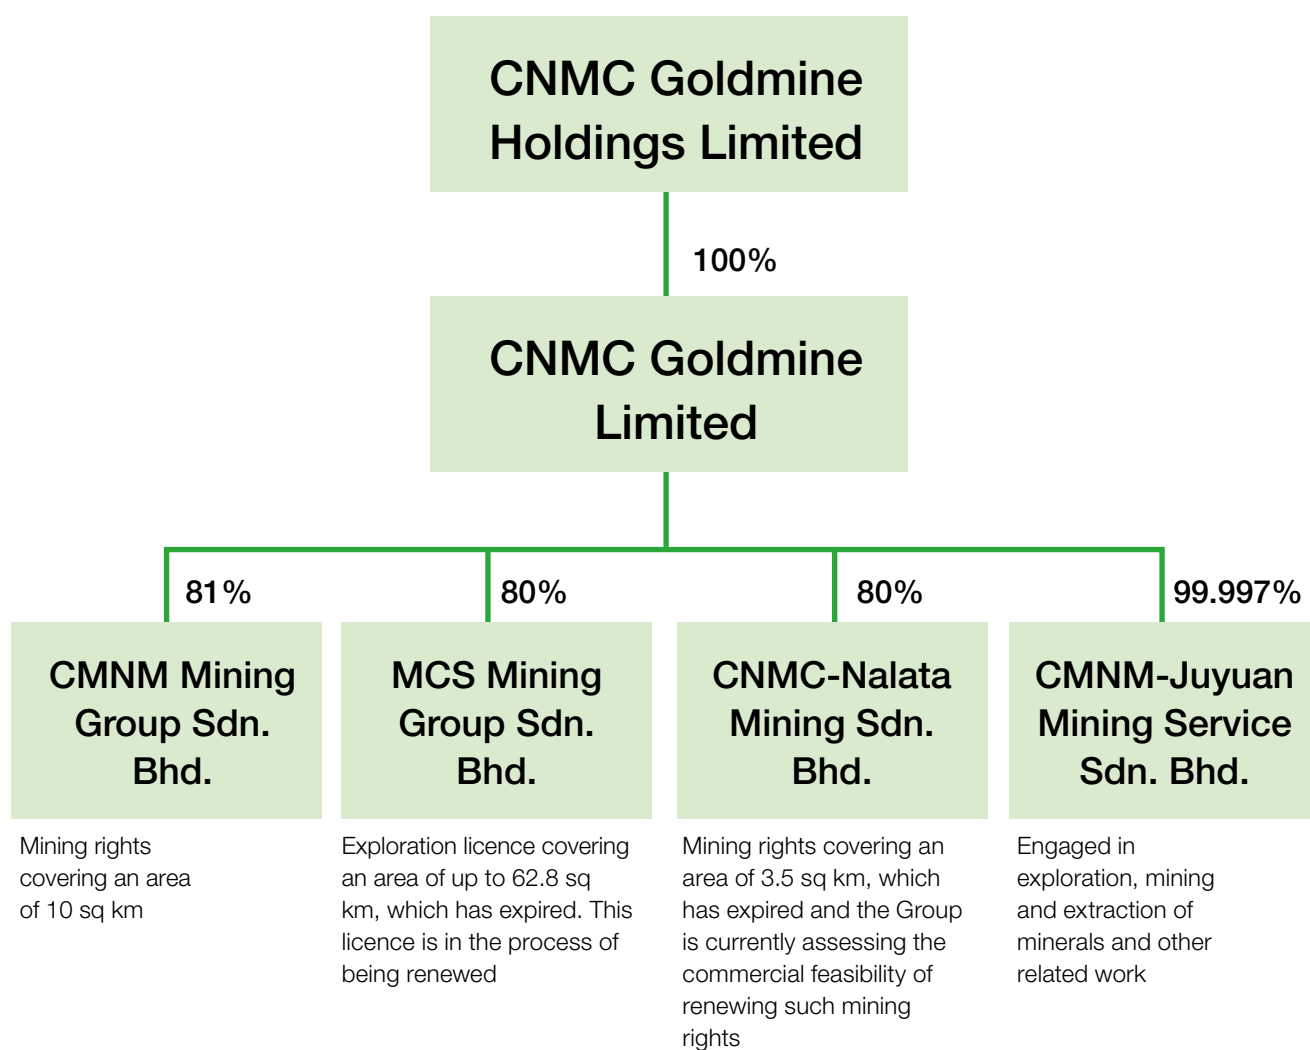 CNMC Goldmine
Holdings Limited
100%
CNMC Goldmine
Limited
81%
80%
80%
99.997%
CMNM Mining
Group Sdn.
Bhd.
MCS Mining
Group Sdn.
Bhd.
CNMC-Nalata
Mining Sdn.
Bhd.
CMNM-Juyuan
Mining Service
Sdn. Bhd.
Mining rights
covering an area
of 10 sq km
Exploration licence covering
an area of up to 62.8 sq
km, which has expired. This
licence is in the process of
being renewed
Mining rights covering an
area of 3.5 sq km, which
has expired and the Group
is currently assessing the
commercial feasibility of
renewing such mining
rights
Engaged in
exploration, mining
and extraction of
minerals and other
related work